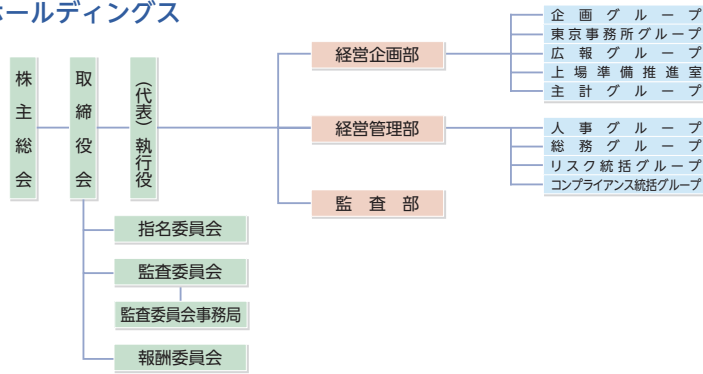 ホールディングス
株主総会
取締役会
（代表）執行役
経営企画部
企画グループ
東京事務所グループ
広報グループ
上場準備推進室
主計グループ
経営管理部
人事グループ
総務グループ
リスク統括グループ
コンプライアンス統括グループ
監査部
指名委員会
監査委員会
監査委員会事務局
報酬委員会